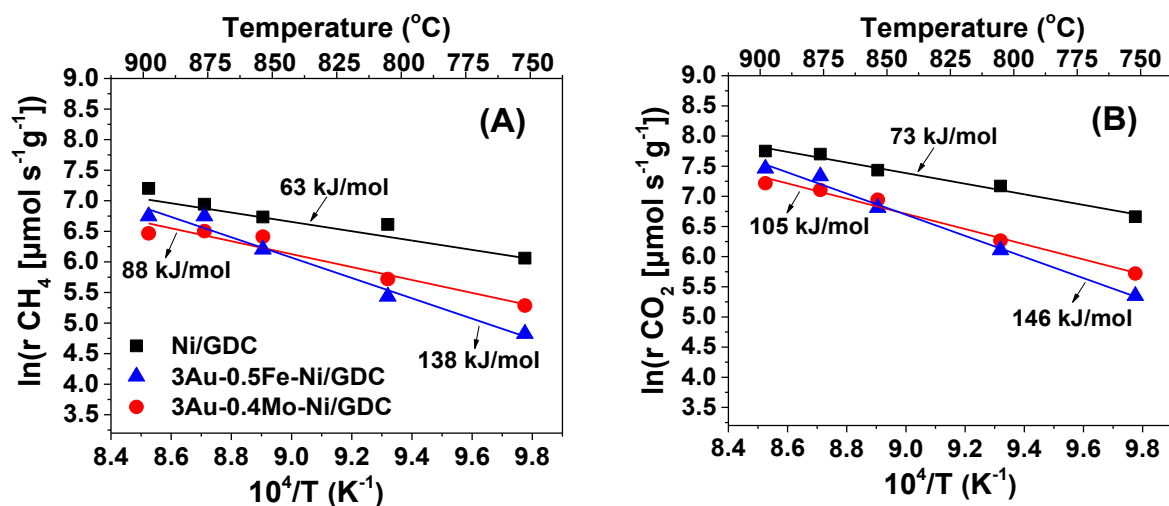 Temperature (°C)
900 875 850 825 800 775 750
ln(r CH₄ [µmol s⁻¹g⁻¹])
9.0
8.5
8.0
7.5
7.0
6.5
6.0
5.5
5.0
4.5
4.0
3.5
(A)
63 kJ/mol
88 kJ/mol
138 kJ/mol
Ni/GDC
3Au-0.5Fe-Ni/GDC
3Au-0.4Mo-Ni/GDC
8.4 8.6 8.8 9.0 9.2 9.4 9.6 9.8
10⁴/T (K⁻¹)
Temperature (°C)
900 875 850 825 800 775 750
ln(r CO₂ [µmol s⁻¹g⁻¹])
9.0
8.5
8.0
7.5
7.0
6.5
6.0
5.5
5.0
4.5
4.0
3.5
(B)
73 kJ/mol
105 kJ/mol
146 kJ/mol
8.4 8.6 8.8 9.0 9.2 9.4 9.6 9.8
10⁴/T (K⁻¹)